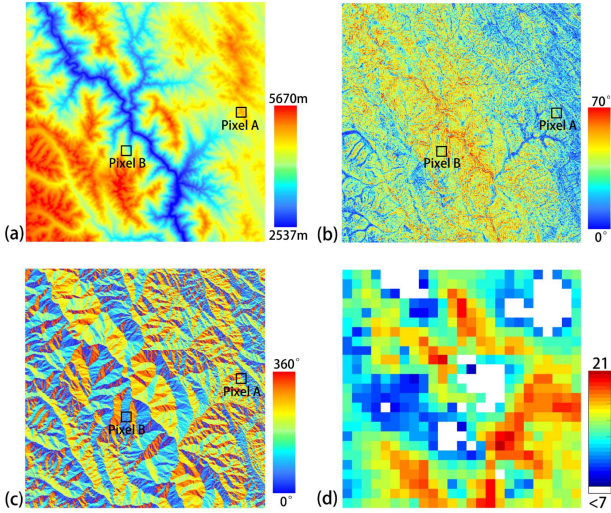 5670m
Pixel A
Pixel B
2537m
(a)
70°
Pixel A
Pixel B
0°
(b)
360°
Pixel A
Pixel B
0°
(c)
21
<7
(d)